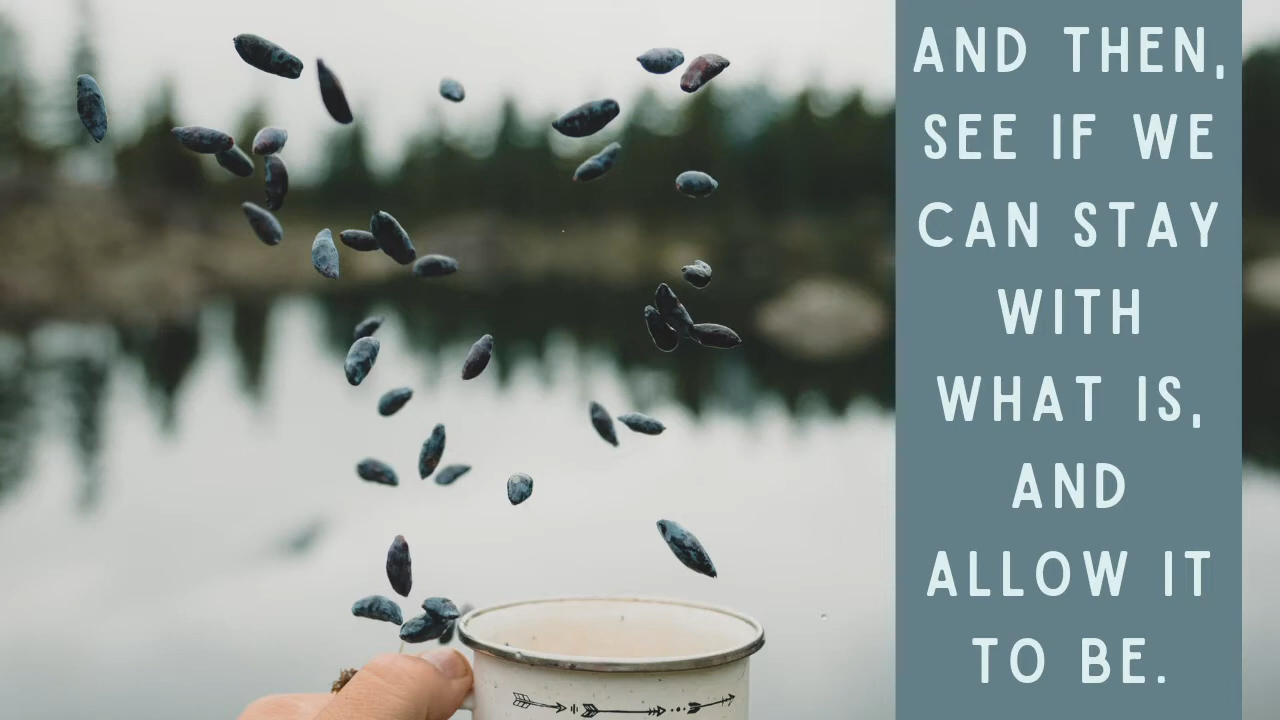 AND THEN,
SEE IF WE
CAN STAY
WITH
WHAT IS,
AND
ALLOW IT
TO BE.